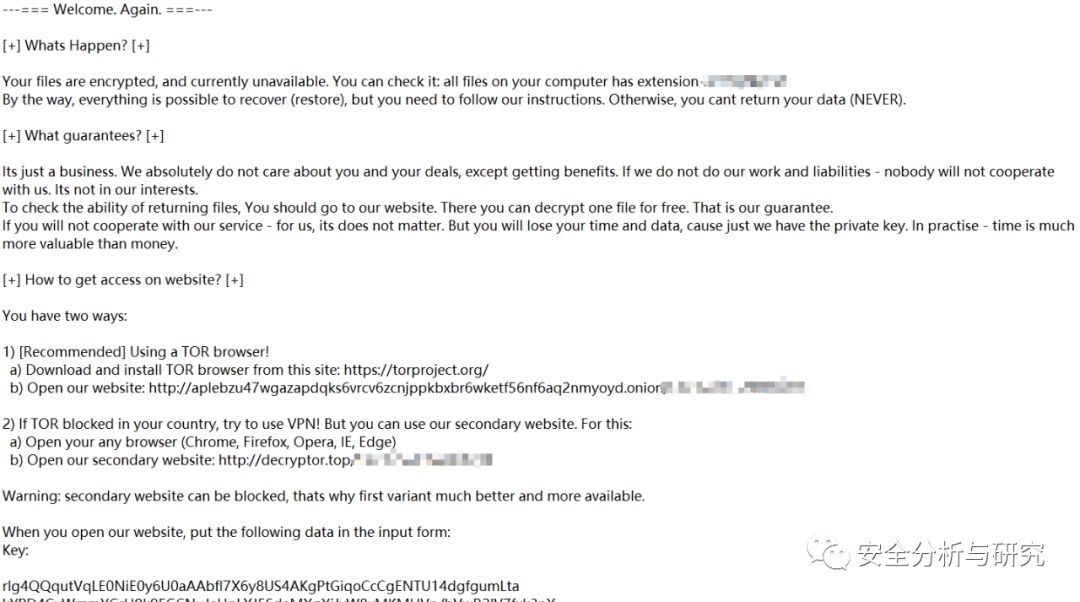 ---=== Welcome. Again. ===---
[+] Whats Happen? [+]
Your files are encrypted, and currently unavailable. You can check it: all files on your computer has extension
By the way, everything is possible to recover (restore), but you need to follow our instructions. Otherwise, you cant return your data (NEVER).
[+] What guarantees? [+]
Its just a business. We absolutely do not care about you and your deals, except getting benefits. If we do not do our work and liabilities - nobody will not cooperate
with us. Its not in our interests.
To check the ability of returning files, You should go to our website. There you can decrypt one file for free. That is our guarantee.
If you will not cooperate with our service - for us, its does not matter. But you will lose your time and data, cause just we have the private key. In practise - time is much
more valuable than money.
[+] How to get access on website? [+]
You have two ways:
1) [Recommended] Using a TOR browser!
a) Download and install TOR browser from this site: https://torproject.org/
b) Open our website: http://aplebzu47wgazapdqks6vrcv6zcnjppkbxbr6wketf56nf6aq2nmyoyd.onion
2) If TOR blocked in your country, try to use VPN! But you can use our secondary website. For this:
a) Open your any browser (Chrome, Firefox, Opera, IE, Edge)
b) Open our secondary website: http://decryptor.top
Warning: secondary website can be blocked, thats why first variant much better and more available.
When you open our website, put the following data in the input form:
Key:
安全分析与研究